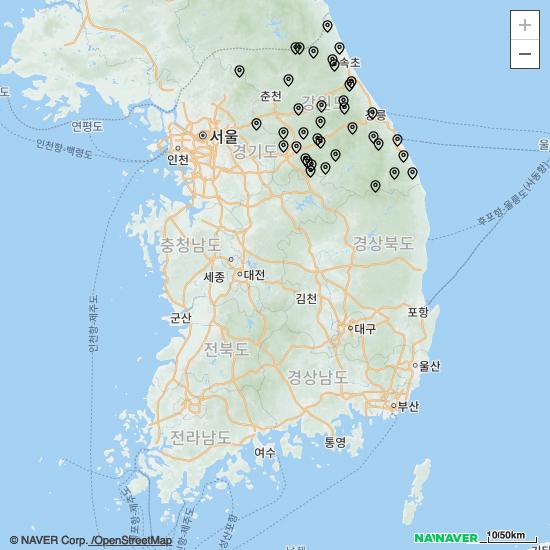 +
−
춘천
강원도
속초
강릉
연평도
인천항-백령도
서울
인천
경기도
울
후포항-울릉도(사동항)
충청남도
경상북도
세종
대전
인천항-제주도
김천
포항
군산
대구
전북도
경상남도
울산
부산
전라남도
여수
통영
© NAVER Corp. /OpenStreetMap
NAVER
10/50km